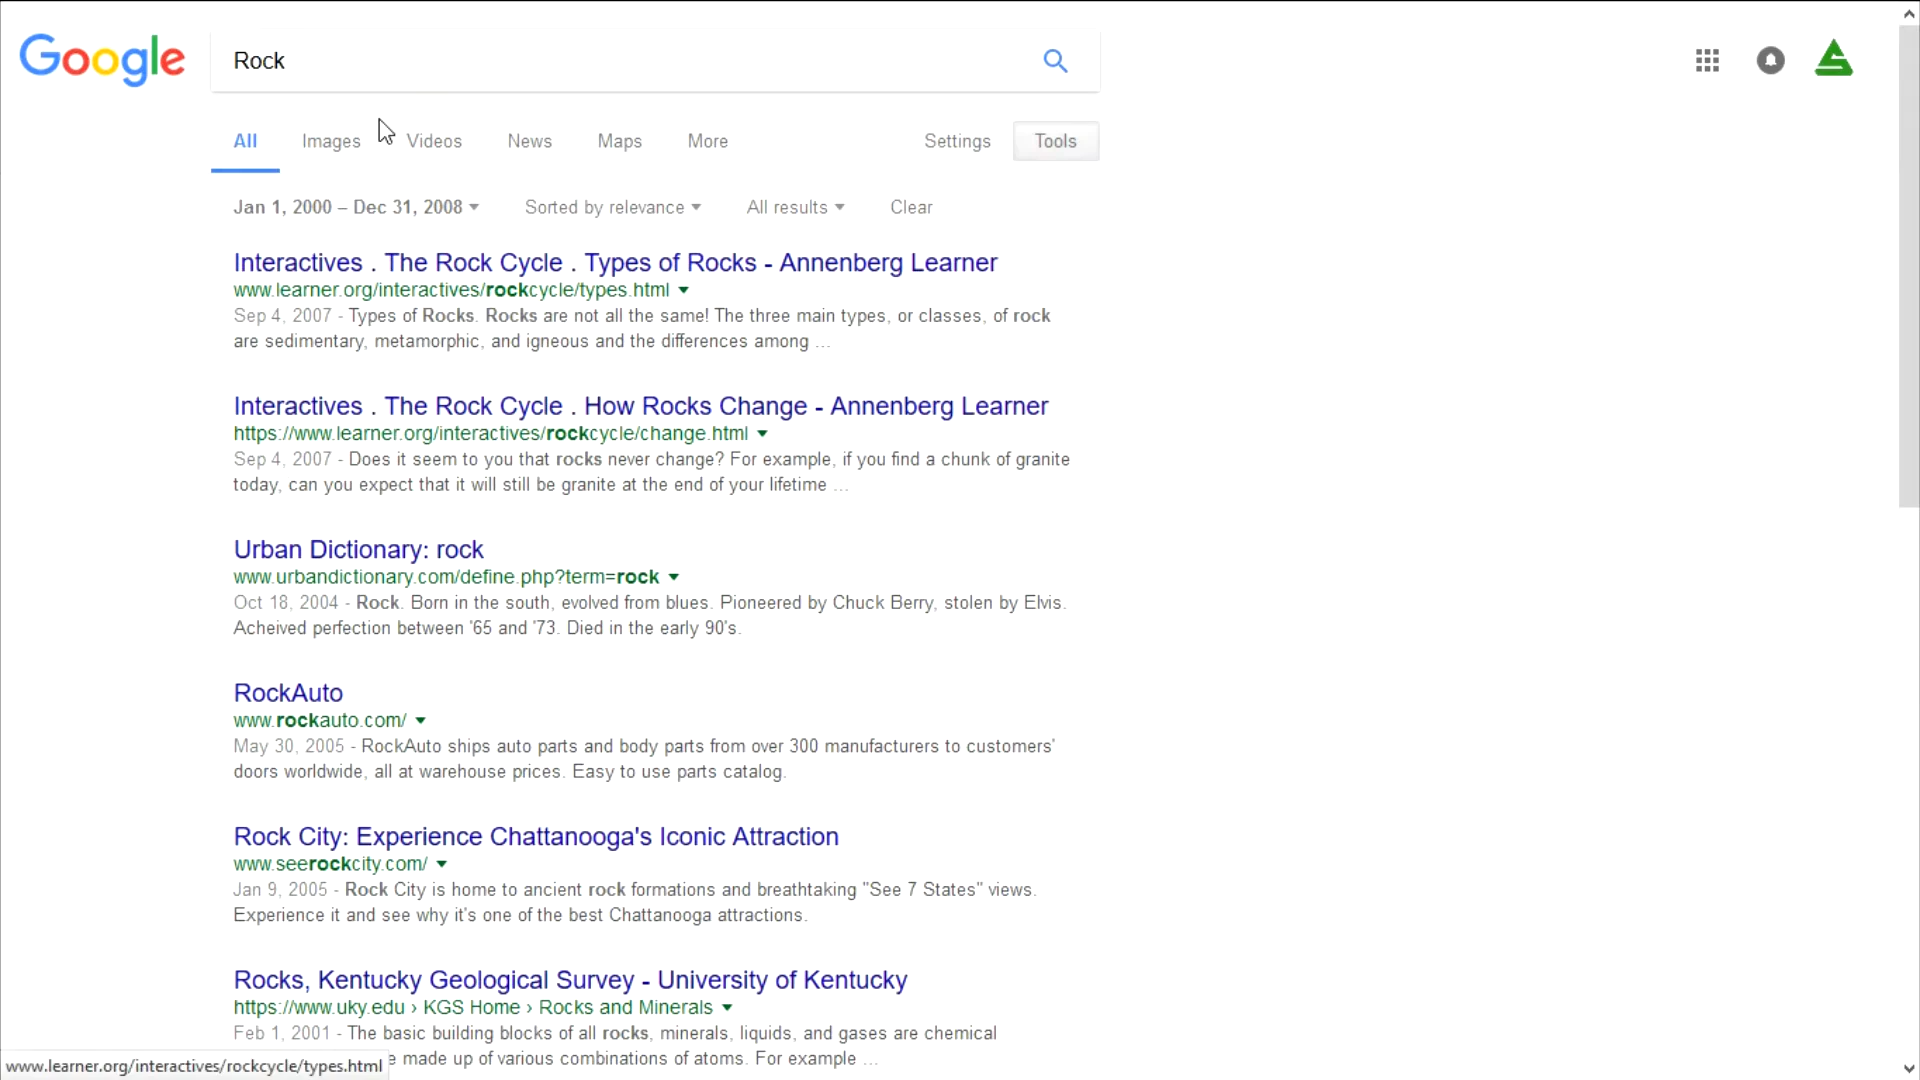 Google
Rock
All Images Videos News Maps More Settings Tools
Jan 1, 2000 – Dec 31, 2008 Sorted by relevance All results Clear
Interactives . The Rock Cycle . Types of Rocks - Annenberg Learner
www.learner.org/interactives/rockcycle/types.html
Sep 4, 2007 - Types of Rocks. Rocks are not all the same! The three main types, or classes, of rock
are sedimentary, metamorphic, and igneous and the differences among ...
Interactives . The Rock Cycle . How Rocks Change - Annenberg Learner
https://www.learner.org/interactives/rockcycle/change.html
Sep 4, 2007 - Does it seem to you that rocks never change? For example, if you find a chunk of granite
today, can you expect that it will still be granite at the end of your lifetime ...
Urban Dictionary: rock
www.urbandictionary.com/define.php?term=rock
Oct 18, 2004 - Rock. Born in the south, evolved from blues. Pioneered by Chuck Berry, stolen by Elvis.
Acheived perfection between '65 and '73. Died in the early 90's.
RockAuto
www.rockauto.com/
May 30, 2005 - RockAuto ships auto parts and body parts from over 300 manufacturers to customers'
doors worldwide, all at warehouse prices. Easy to use parts catalog.
Rock City: Experience Chattanooga's Iconic Attraction
www.seerockcity.com/
Jan 9, 2005 - Rock City is home to ancient rock formations and breathtaking "See 7 States" views.
Experience it and see why it's one of the best Chattanooga attractions.
Rocks, Kentucky Geological Survey - University of Kentucky
https://www.uky.edu › KGS Home › Rocks and Minerals
Feb 1, 2001 - The basic building blocks of all rocks, minerals, liquids, and gases are chemical
made up of various combinations of atoms. For example ...
www.learner.org/interactives/rockcycle/types.html